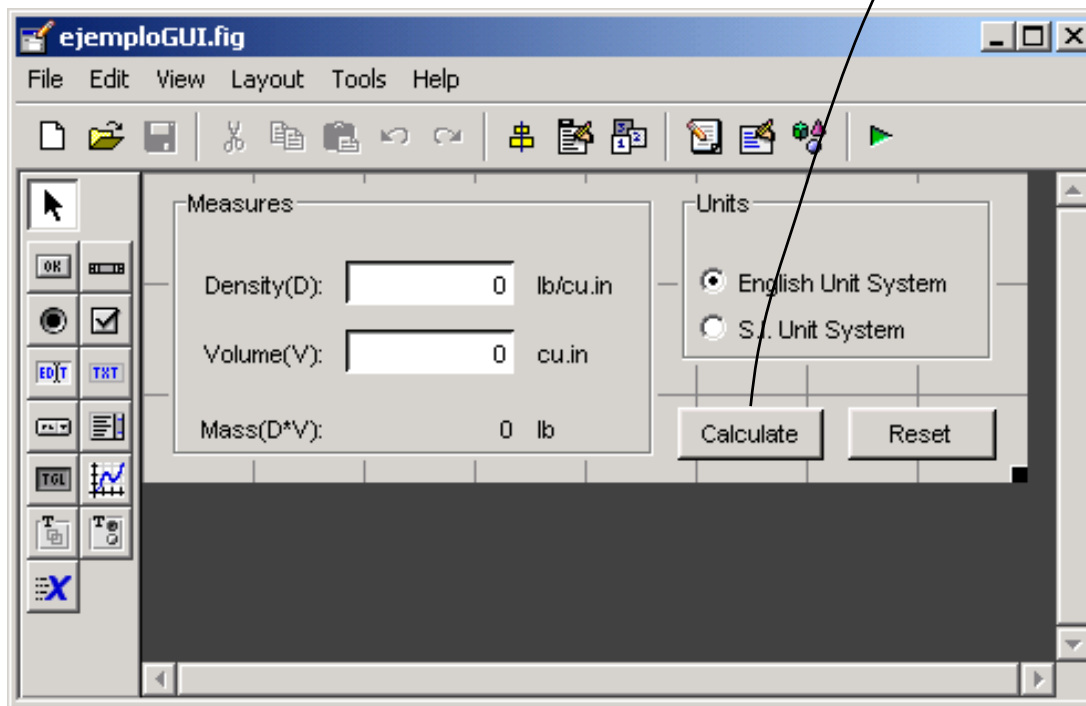 ejemploGUI.fig
File Edit View Layout Tools Help
Measures
Units
Density(D): 0 lb/cu.in
English Unit System
S.I. Unit System
Volume(V): 0 cu.in
Mass(D*V): 0 lb
Calculate Reset
OK
EDIT TXT
TGL
T T
X